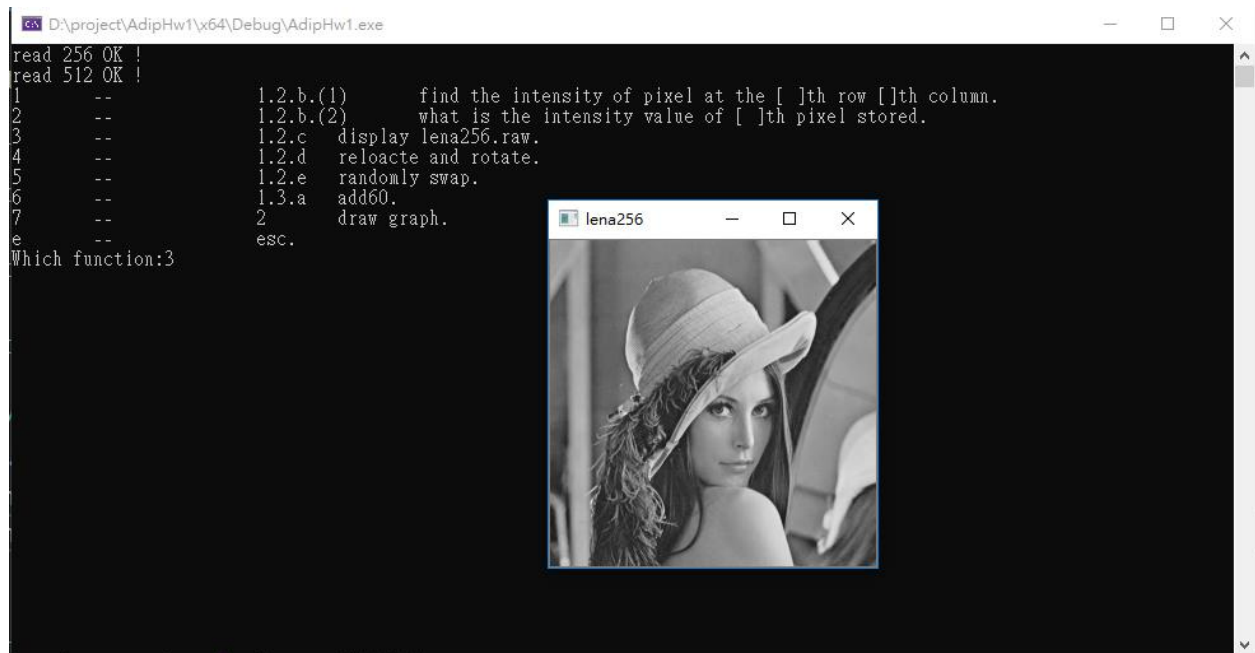 D:\project\AdipHw1\x64\Debug\AdipHw1.exe
read 256 OK !
read 512 OK !
1 -- 1.2.b.(1) find the intensity of pixel at the [ ]th row []th column.
2 -- 1.2.b.(2) what is the intensity value of [ ]th pixel stored.
3 -- 1.2.c display lena256.raw.
4 -- 1.2.d reloacte and rotate.
5 -- 1.2.e randomly swap.
6 -- 1.3.a add60.
7 -- 2 draw graph.
e -- esc.
Which function:3
lena256